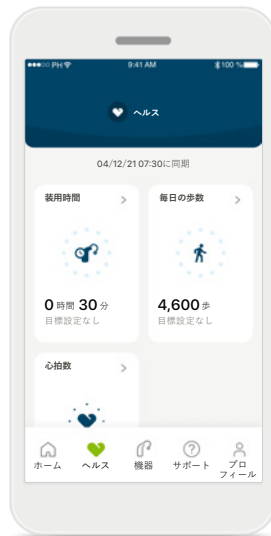 PH 9:41 AM 100 %
ヘルス
04/12/21 07:30に同期
装用時間 毎日の歩数
0 時間 30 分 4,600 歩
目標設定なし 目標設定なし
心拍数
ホーム ヘルス 機器 サポート プロ
フィール